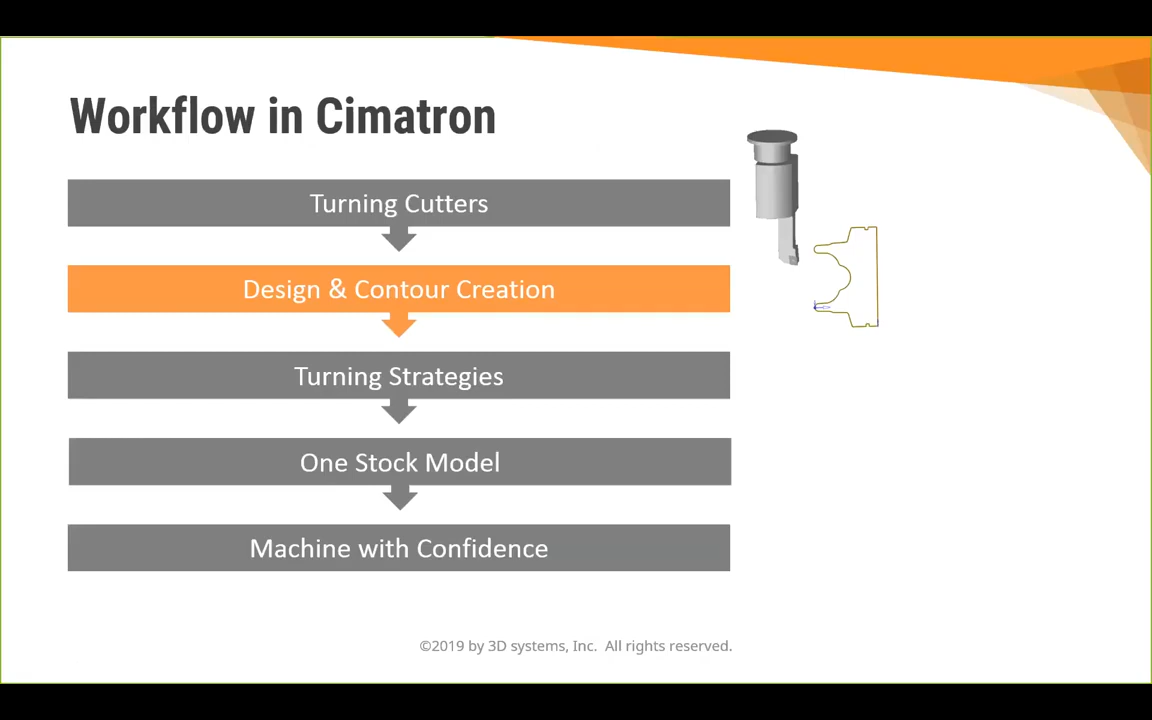 Workflow in Cimatron
Turning Cutters
Design & Contour Creation
Turning Strategies
One Stock Model
Machine with Confidence
©2019 by 3D systems, Inc.  All rights reserved.